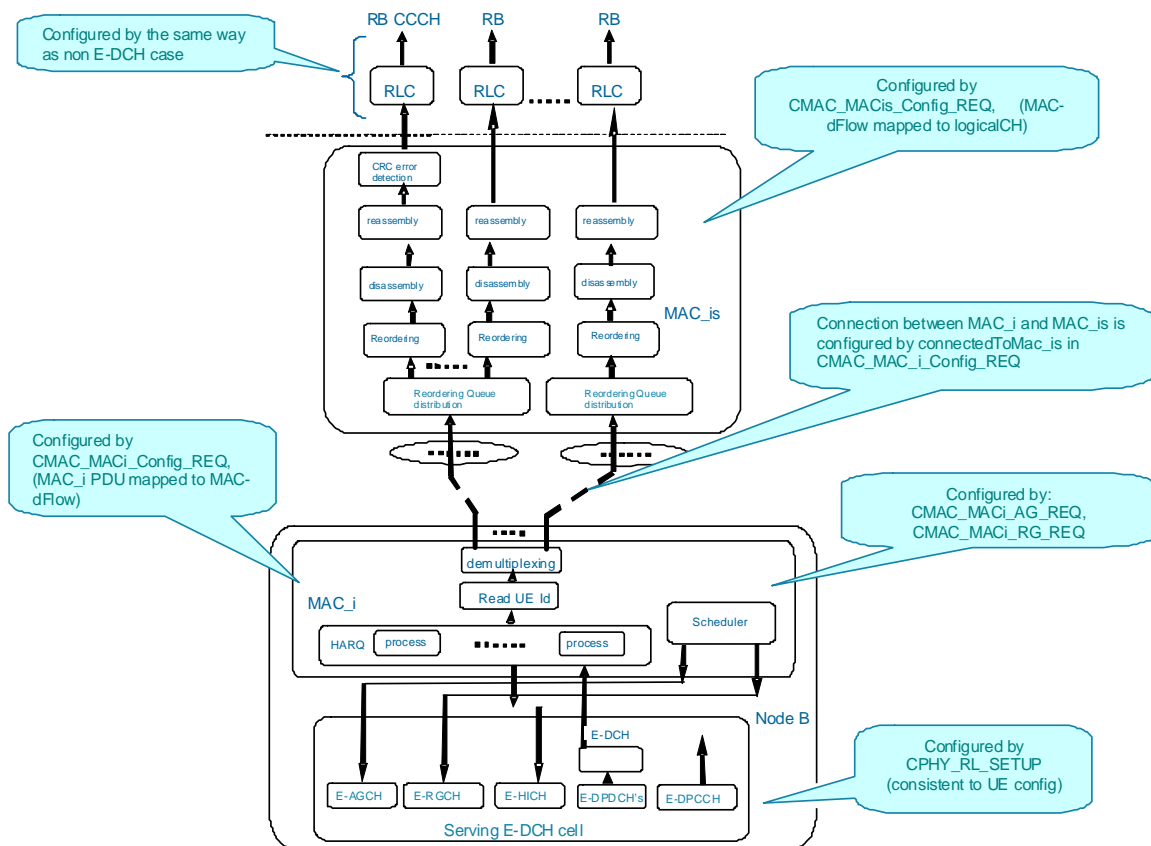 RB CCCH
RB
RB
Configured by the same way
as non E-DCH case
RLC
RLC
RLC
Configured by
CMAC_MACis_Config_REQ, (MAC-
dFlow mapped to logicalCH)
CRC error
detection
reassembly
reassembly
reassembly
disassembly
disassembly
disassembly
MAC_is
Reordering
Reordering
Reordering
Connection between MAC_i and MAC_is is
configured by connectedToMac_is in
CMAC_MAC_i_Config_REQ
Reordering Queue
distribution
Reordering Queue
distribution
Configured by
CMAC_MACi_Config_REQ,
(MAC_i PDU mapped to MAC-
dFlow)
Configured by:
CMAC_MACi_AG_REQ,
CMAC_MACi_RG_REQ
demultiplexing
Read UE Id
MAC_i
Scheduler
HARQ
process
process
Node B
E-DCH
Configured by
CPHY_RL_SETUP
(consistent to UE config)
E-AGCH
E-RGCH
E-HICH
E-DPDCH's
E-DPCCH
Serving E-DCH cell